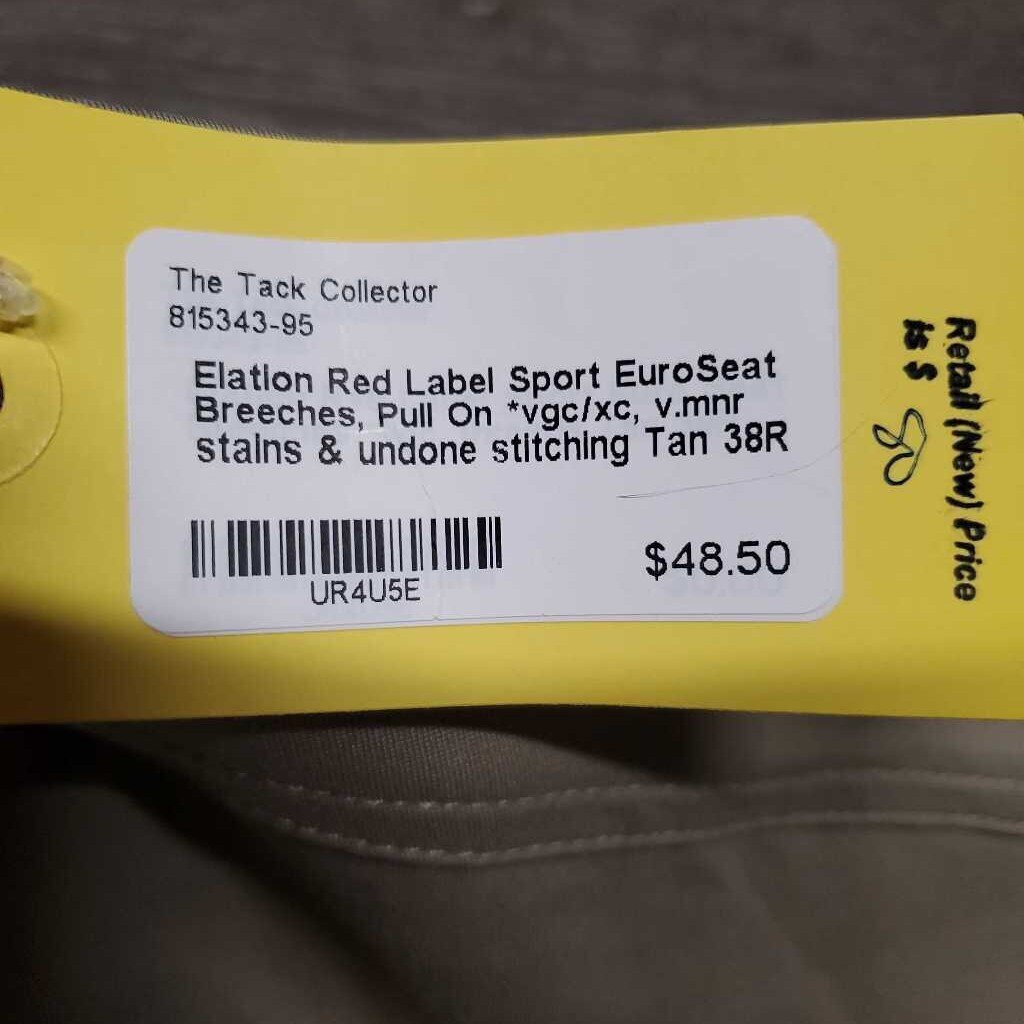 The Tack Collector
815343-95
Elation Red Label Sport EuroSeat
Breeches, Pull On *vgc/xc, v.mnr
stains & undone stitching Tan 38R
UR4U5E
$48.50
Retail (New) Price
is $